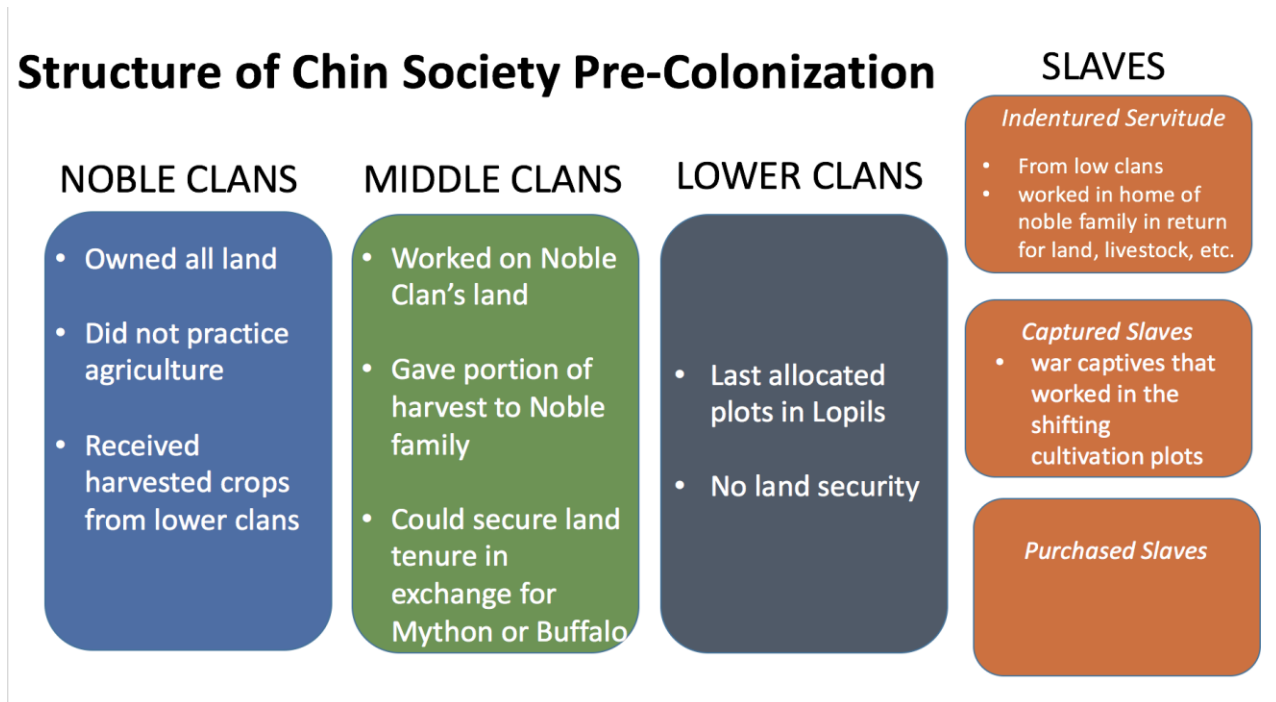 Structure of Chin Society Pre-Colonization
NOBLE CLANS
• Owned all land
• Did not practice
agriculture
• Received
harvested crops
from lower clans
MIDDLE CLANS
• Worked on Noble
Clan’s land
• Gave portion of
harvest to Noble
family
• Could secure land
tenure in
exchange for
Mython or Buffalo
LOWER CLANS
• Last allocated
plots in Lopils
• No land security
SLAVES
Indentured Servitude
• From low clans
• worked in home of
noble family in return
for land, livestock, etc.
Captured Slaves
• war captives that
worked in the
shifting
cultivation plots
Purchased Slaves